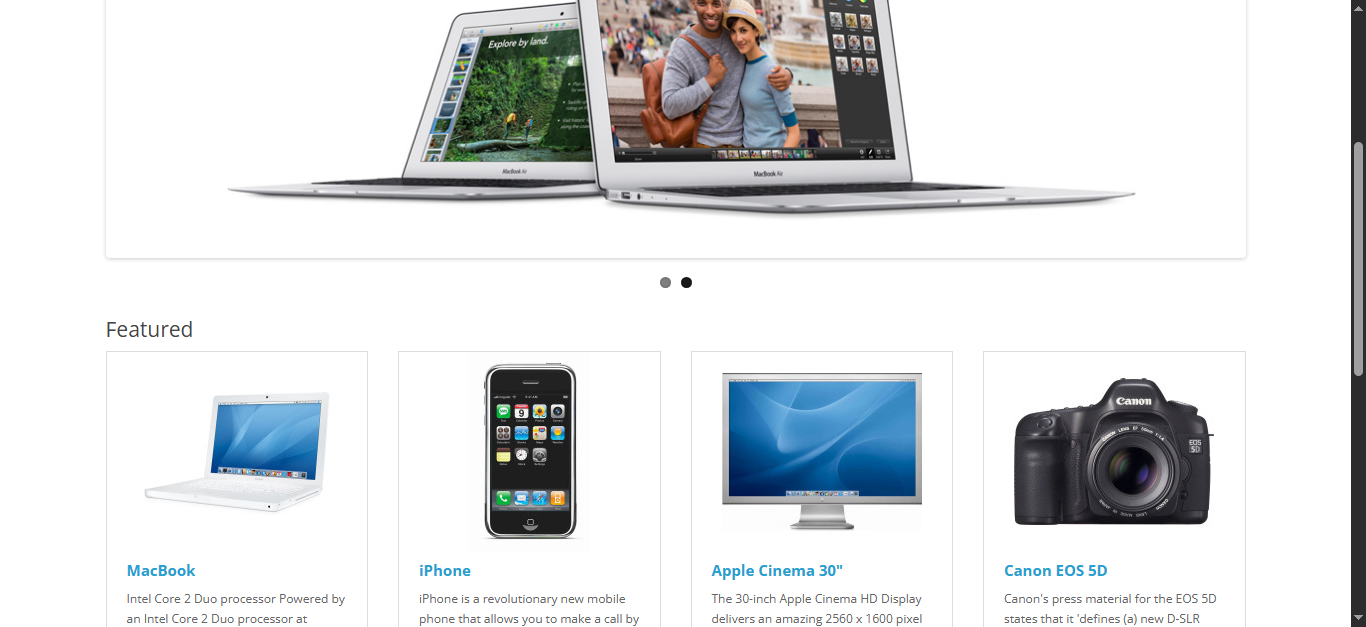 Explore by land.
MacBook Air
MacBook Air
Featured
Canon
EOS
5D
MacBook
iPhone
Apple Cinema 30"
Canon EOS 5D
Intel Core 2 Duo processor Powered by
an Intel Core 2 Duo processor at
iPhone is a revolutionary new mobile
phone that allows you to make a call by
The 30-inch Apple Cinema HD Display
delivers an amazing 2560 x 1600 pixel
Canon's press material for the EOS 5D
states that it 'defines (a) new D-SLR